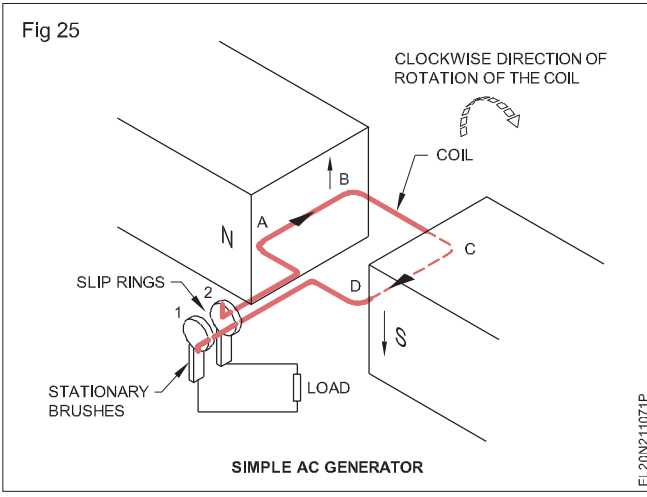 Fig 25
CLOCKWISE DIRECTION OF
ROTATION OF THE COIL
COIL
B
A
N
C
SLIP RINGS
2
D
1
S
STATIONARY
BRUSHES
LOAD
SIMPLE AC GENERATOR
EL20N211071P